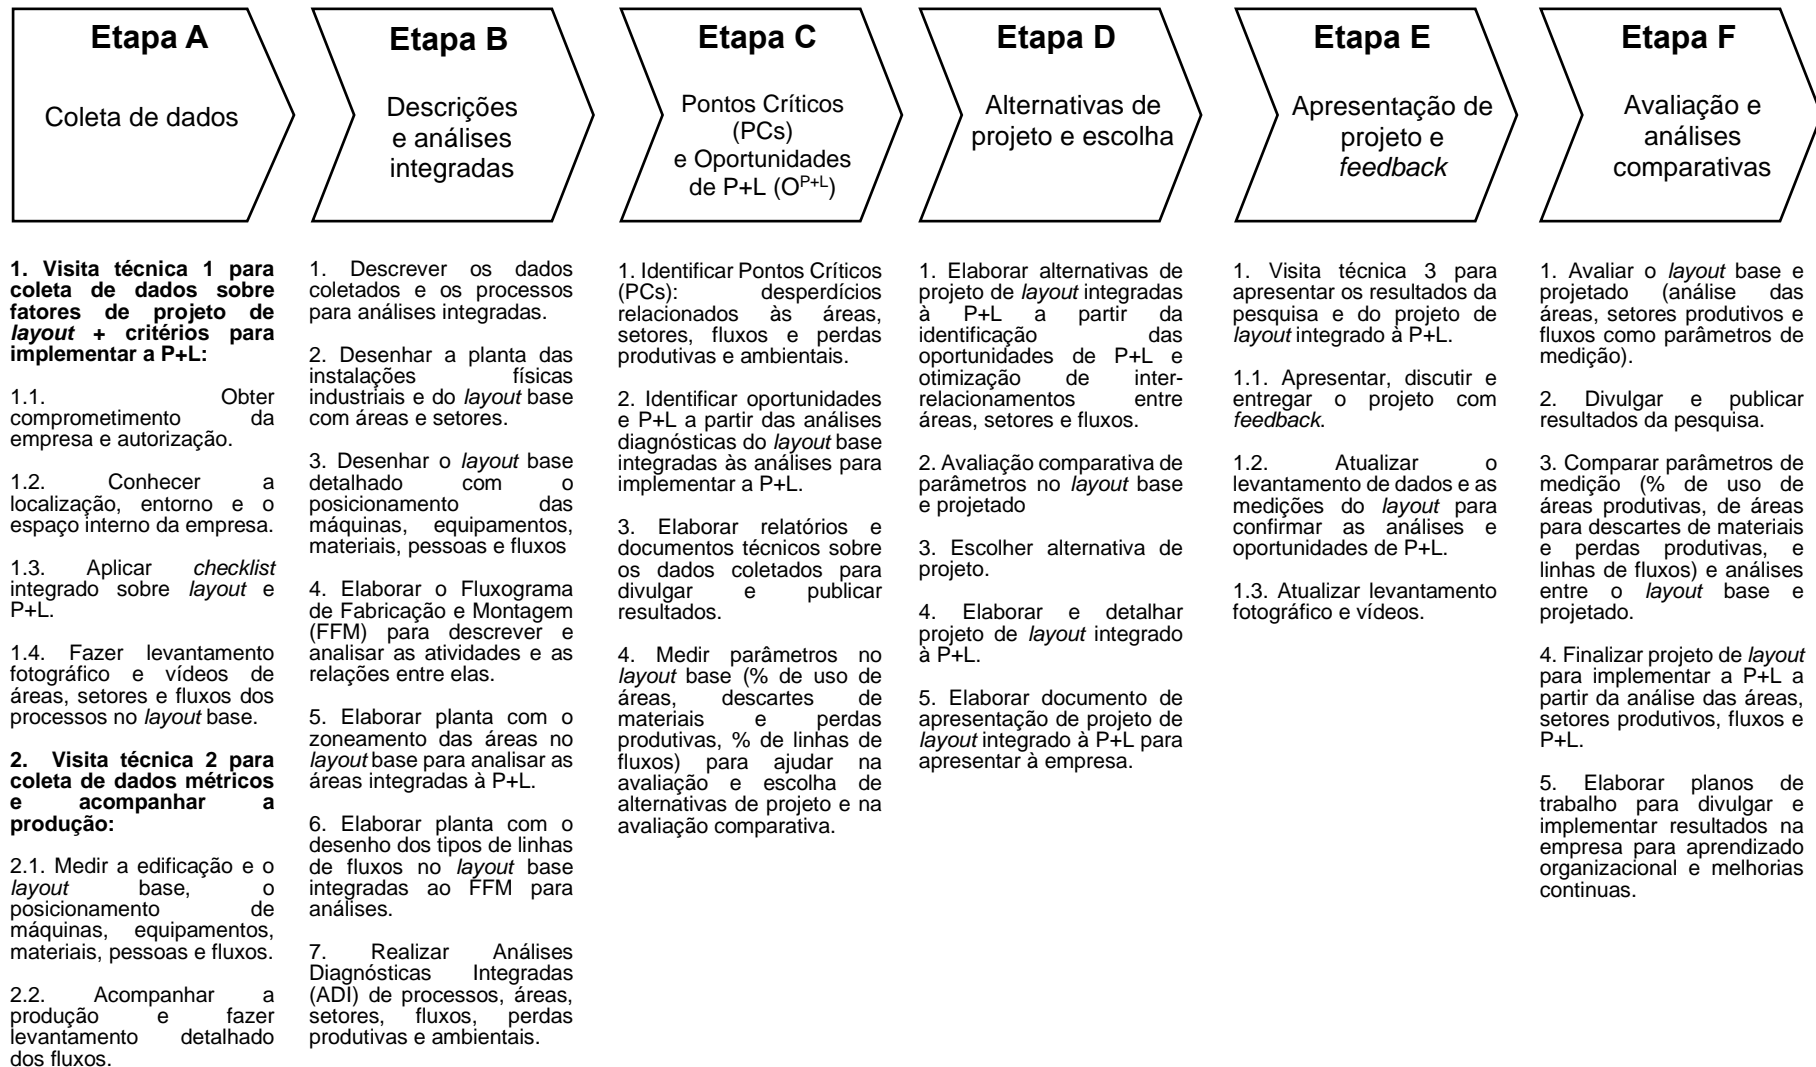 Etapa A
Coleta de dados
Etapa B
Descrições
e análises
integradas
Etapa C
Pontos Críticos
(PCs)
e Oportunidades
de P+L (O^P+L)
Etapa D
Alternativas de
projeto e escolha
Etapa E
Apresentação de
projeto e
feedback
Etapa F
Avaliação e
análises
comparativas
1. Visita técnica 1 para
coleta de dados sobre
fatores de projeto de
layout + critérios para
implementar a P+L:
1.1. Obter
comprometimento da
empresa e autorização.
1.2. Conhecer a
localização, entorno e o
espaço interno da empresa.
1.3. Aplicar checklist
integrado sobre layout e
P+L.
1.4. Fazer levantamento
fotográfico e vídeos de
áreas, setores e fluxos dos
processos no layout base.
2. Visita técnica 2 para
coleta de dados métricos
e acompanhar a
produção:
2.1. Medir a edificação e o
layout base, o
posicionamento de
máquinas, equipamentos,
materiais, pessoas e fluxos.
2.2. Acompanhar a
produção e fazer
levantamento detalhado
dos fluxos.
1. Descrever os dados
coletados e os processos
para análises integradas.
2. Desenhar a planta das
instalações físicas
industriais e do layout base
com áreas e setores.
3. Desenhar o layout base
detalhado com o
posicionamento das
máquinas, equipamentos,
materiais, pessoas e fluxos
4. Elaborar o Fluxograma
de Fabricação e Montagem
(FFM) para descrever e
analisar as atividades e as
relações entre elas.
5. Elaborar planta com o
zoneamento das áreas no
layout base para analisar as
áreas integradas à P+L.
6. Elaborar planta com o
desenho dos tipos de linhas
de fluxos no layout base
integradas ao FFM para
análises.
7. Realizar Análises
Diagnósticas Integradas
(ADI) de processos, áreas,
setores, fluxos, perdas
produtivas e ambientais.
1. Identificar Pontos Críticos
(PCs): desperdícios
relacionados às áreas,
setores, fluxos e perdas
produtivas e ambientais.
2. Identificar oportunidades
e P+L a partir das análises
diagnósticas do layout base
integradas às análises para
implementar a P+L.
3. Elaborar relatórios e
documentos técnicos sobre
os dados coletados para
divulgar e publicar
resultados.
4. Medir parâmetros no
layout base (% de uso de
áreas, descartes de
materiais e perdas
produtivas, % de linhas de
fluxos) para ajudar na
avaliação e escolha de
alternativas de projeto e na
avaliação comparativa.
1. Elaborar alternativas de
projeto de layout integradas
à P+L a partir da
identificação das
oportunidades de P+L e
otimização de inter-
relacionamentos entre
áreas, setores e fluxos.
2. Avaliação comparativa de
parâmetros no layout base
e projetado
3. Escolher alternativa de
projeto.
4. Elaborar e detalhar
projeto de layout integrado
à P+L.
5. Elaborar documento de
apresentação de projeto de
layout integrado à P+L para
apresentar à empresa.
1. Visita técnica 3 para
apresentar os resultados da
pesquisa e do projeto de
layout integrado à P+L.
1.1. Apresentar, discutir e
entregar o projeto com
feedback.
1.2. Atualizar o
levantamento de dados e as
medições do layout para
confirmar as análises e
oportunidades de P+L.
1.3. Atualizar levantamento
fotográfico e vídeos.
1. Avaliar o layout base e
projetado (análise das
áreas, setores produtivos e
fluxos como parâmetros de
medição).
2. Divulgar e publicar
resultados da pesquisa.
3. Comparar parâmetros de
medição (% de uso de
áreas produtivas, de áreas
para descartes de materiais
e perdas produtivas, e
linhas de fluxos) e análises
entre o layout base e
projetado.
4. Finalizar projeto de layout
para implementar a P+L a
partir da análise das áreas,
setores produtivos, fluxos e
P+L.
5. Elaborar planos de
trabalho para divulgar e
implementar resultados na
empresa para aprendizado
organizacional e melhorias
continuas.